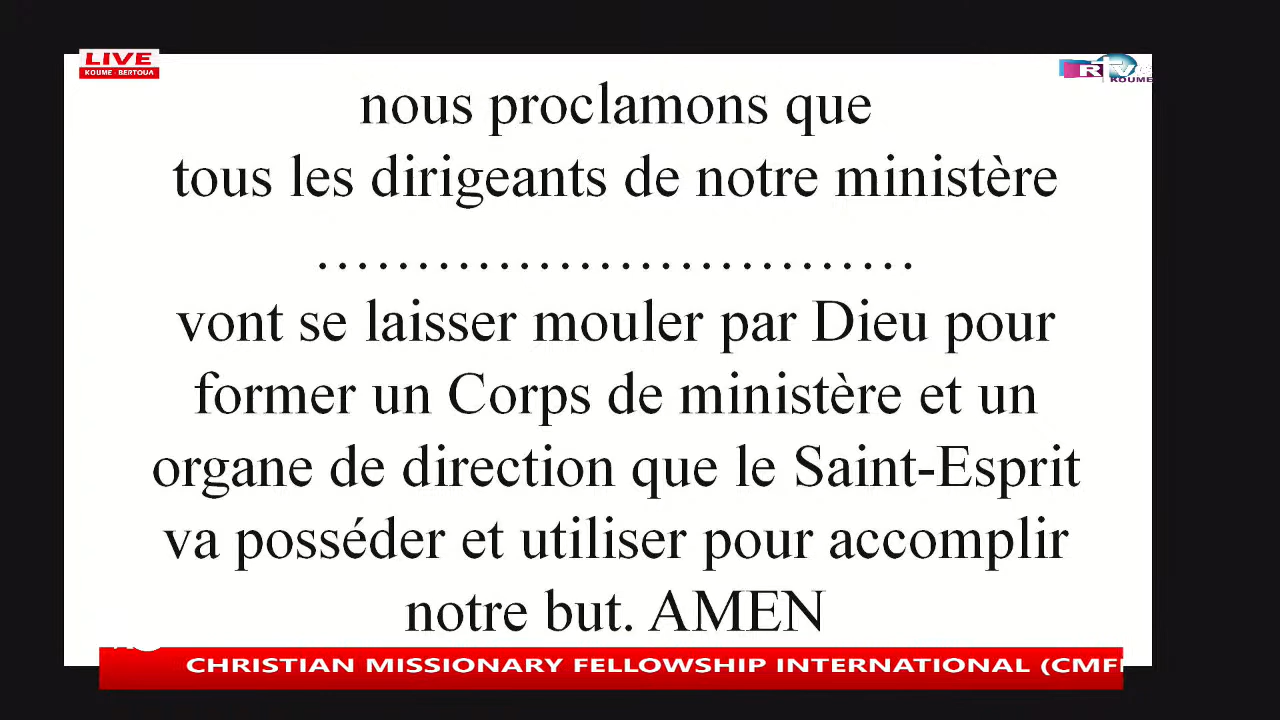 LIVE
KOUME - BERTOUA
RTV
KOUME
nous proclamons que
tous les dirigeants de notre ministère
…………………………
vont se laisser mouler par Dieu pour
former un Corps de ministère et un
organe de direction que le Saint-Esprit
va posséder et utiliser pour accomplir
notre but. AMEN
CHRISTIAN MISSIONARY FELLOWSHIP INTERNATIONAL (CMF